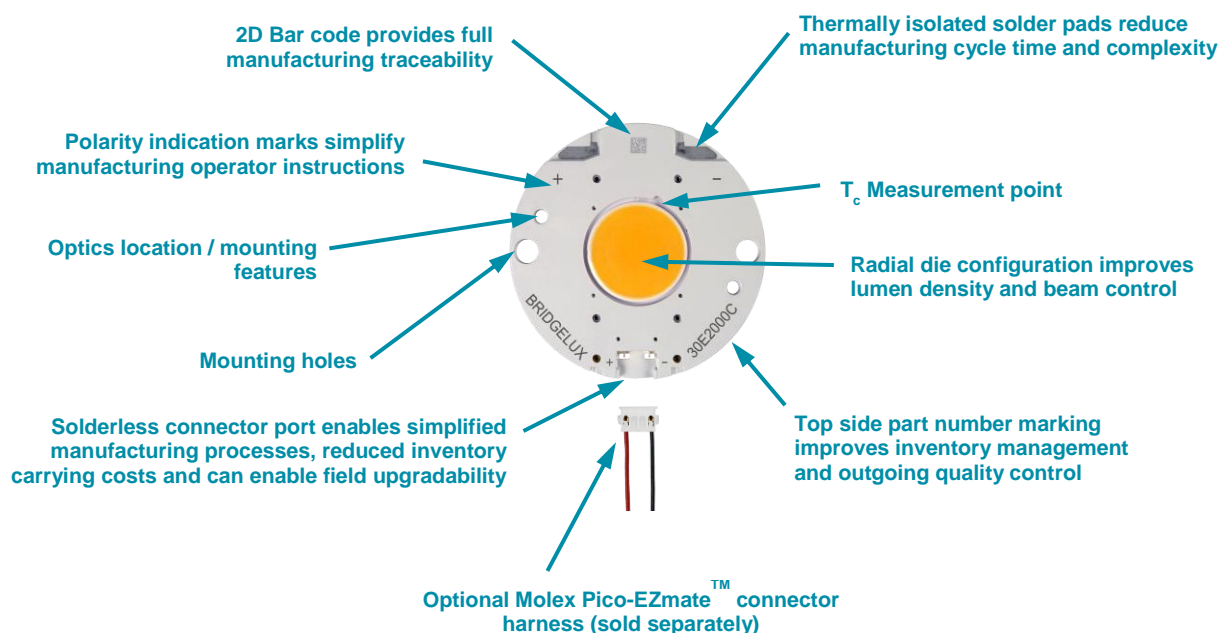 2D Bar code provides full
manufacturing traceability
Thermally isolated solder pads reduce
manufacturing cycle time and complexity
Polarity indication marks simplify
manufacturing operator instructions
Tc Measurement point
Optics location / mounting
features
Radial die configuration improves
lumen density and beam control
Mounting holes
+
-
BRIDGELUX
30E2000C
+
-
Solderless connector port enables simplified
manufacturing processes, reduced inventory
carrying costs and can enable field upgradability
Top side part number marking
improves inventory management
and outgoing quality control
Optional Molex Pico-EZmate™ connector
harness (sold separately)